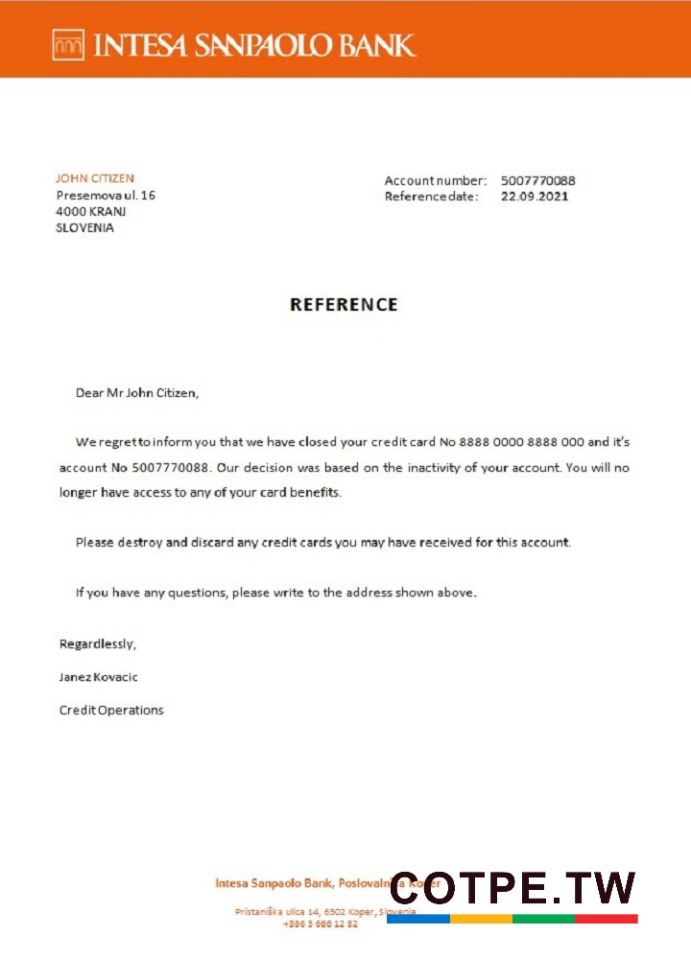 INTESA SANPAOLO BANK
JOHN CITIZEN
Presemova ul. 16
4000 KRANJ
SLOVENIA
Account number: 5007770088
Reference date: 22.09.2021
REFERENCE
Dear Mr John Citizen,
We regret to inform you that we have closed your credit card No 8888 0000 8888 000 and it's
account No 5007770088. Our decision was based on the inactivity of your account. You will no
longer have access to any of your card benefits.
Please destroy and discard any credit cards you may have received for this account.
If you have any questions, please write to the address shown above.
Regardlessly,
Janez Kovacic
Credit Operations
Intesa Sanpaolo Bank, Poslovalnica Koper
COTPE.TW
Pristaniška ulica 14, 6502 Koper, Slovenia
+386 5 666 12 82